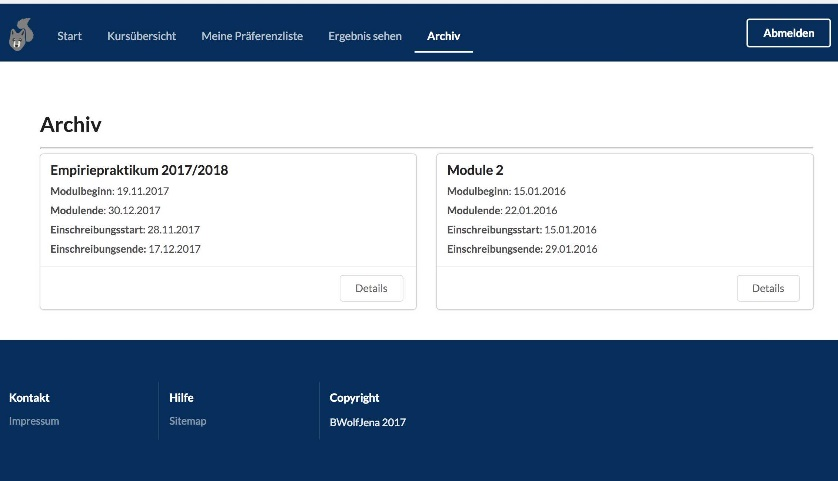 Start Kursübersicht Meine Präferenzliste Ergebnis sehen Archiv Abmelden
Archiv
Empiriepraktikum 2017/2018
Modulbeginn: 19.11.2017
Modulende: 30.12.2017
Einschreibungsstart: 28.11.2017
Einschreibungsende: 17.12.2017
Details
Module 2
Modulbeginn: 15.01.2016
Modulende: 22.01.2016
Einschreibungsstart: 15.01.2016
Einschreibungsende: 29.01.2016
Details
Kontakt
Impressum
Hilfe
Sitemap
Copyright
BWolfJena 2017